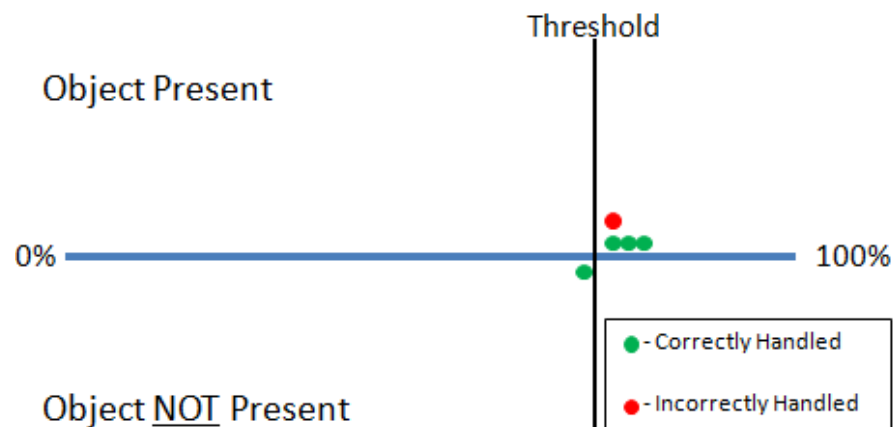 Threshold
Object Present
0%
100%
- Correctly Handled
- Incorrectly Handled
Object NOT Present